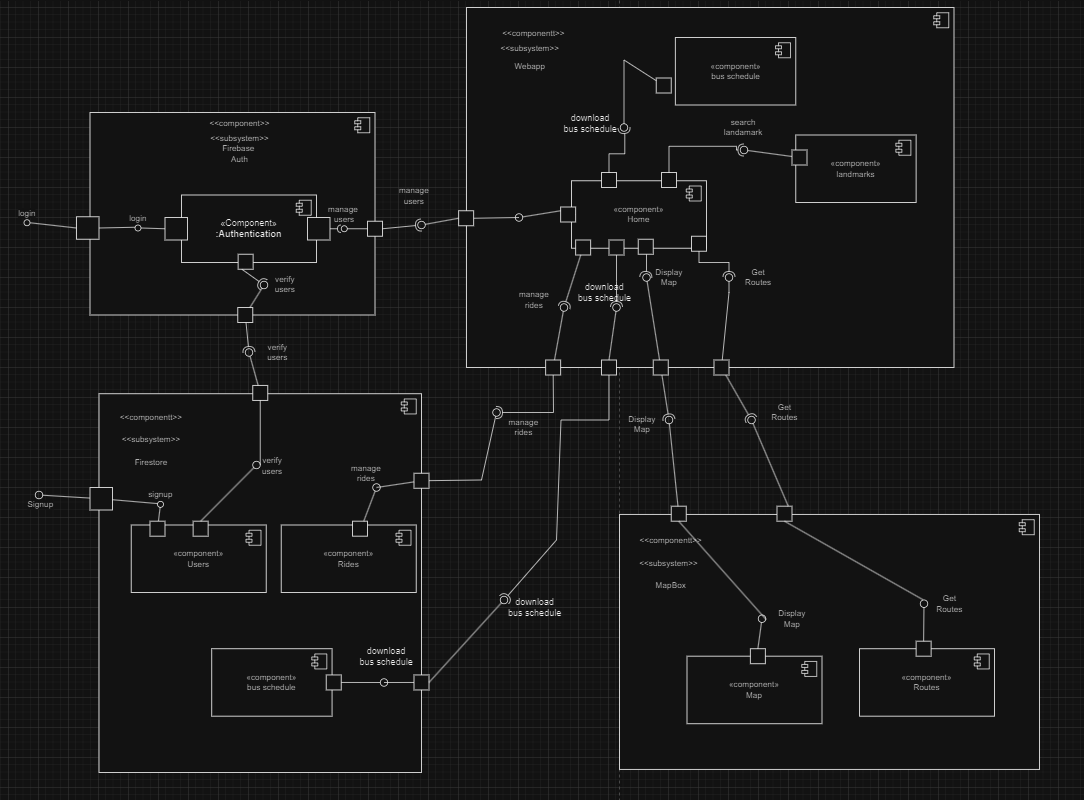 <<component>>
<<subsystem>>
Firebase
Auth
login
login
«Component»
:Authentication
manage
users
manage
users
verify
users
verify
users
<<componentt>>
<<subsystem>>
Webapp
«component»
bus schedule
download
bus schedule
search
landmark
«component»
landmarks
«component»
Home
manage
rides
download
bus schedule
Display
Map
Get
Routes
<<componentt>>
<<subsystem>>
Firestore
verify
users
manage
rides
signup
Signup
«component»
Users
«component»
Rides
download
bus schedule
«component»
bus schedule
manage
rides
download
bus schedule
Display
Map
Get
Routes
<<componentt>>
<<subsystem>>
MapBox
Display
Map
Get
Routes
«component»
Map
«component»
Routes